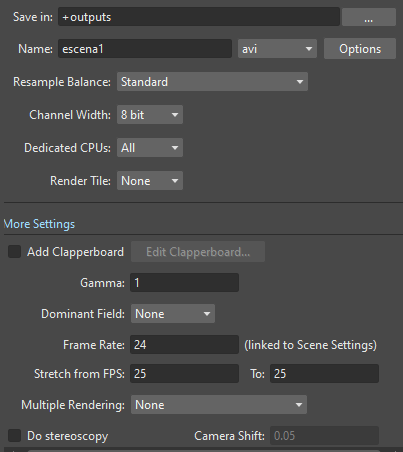 Save in: +outputs ...
Name: escena1 avi Options
Resample Balance: Standard
Channel Width: 8 bit
Dedicated CPUs: All
Render Tile: None
More Settings
Add Clapperboard Edit Clapperboard...
Gamma: 1
Dominant Field: None
Frame Rate: 24 (linked to Scene Settings)
Stretch from FPS: 25 To: 25
Multiple Rendering: None
Do stereoscopy Camera Shift: 0.05